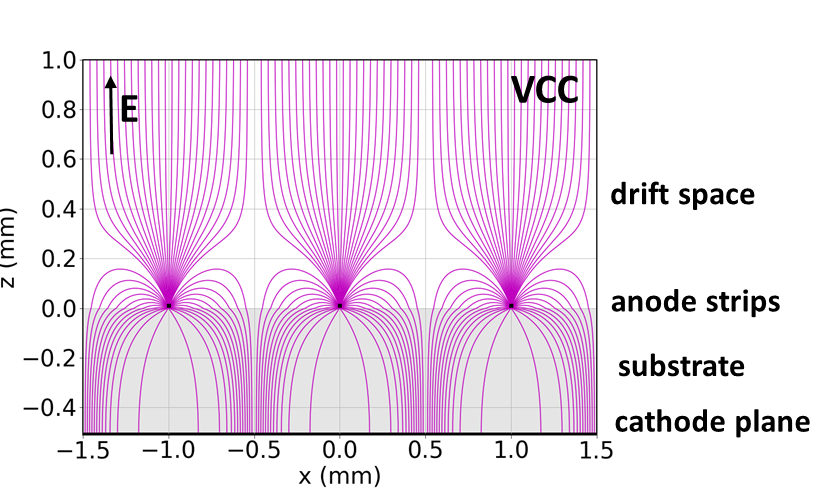 VCC
E
1.0
0.8
0.6
0.4
0.2
0.0
−0.2
−0.4
z (mm)
−1.5 −1.0 −0.5 0.0 0.5 1.0 1.5
x (mm)
drift space
anode strips
substrate
cathode plane